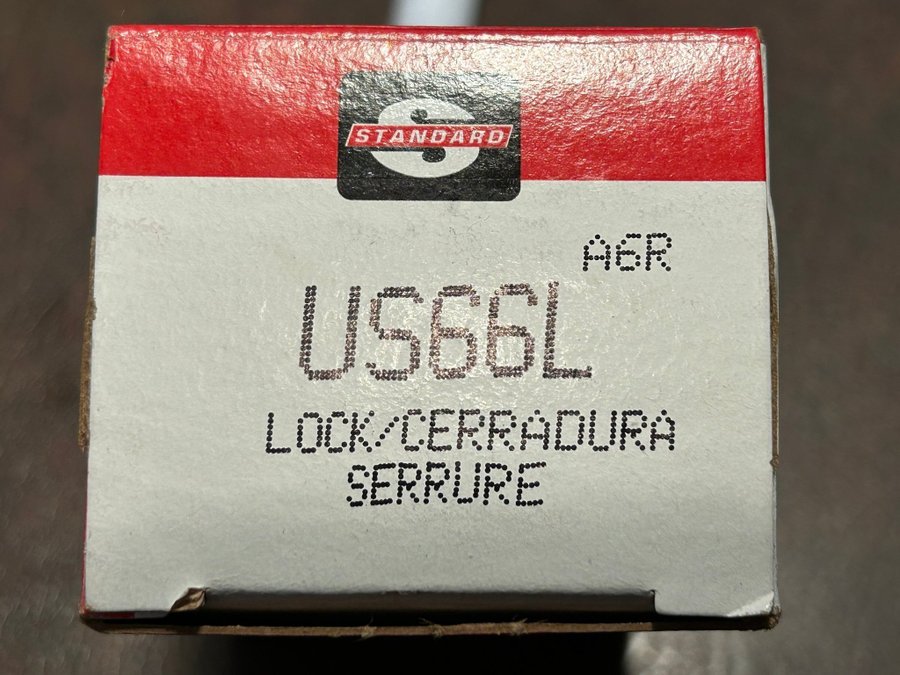 STANDARD
A6R
US66L
LOCK/CERRADURA
SERRURE